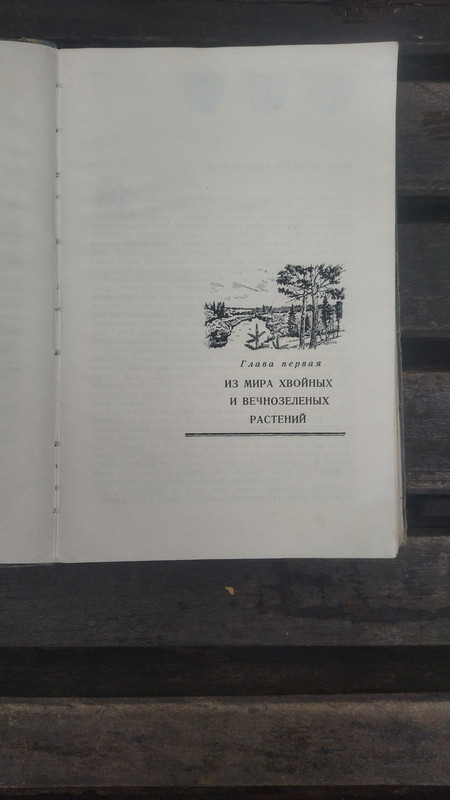 Глава первая
ИЗ МИРА ХВОЙНЫХ
И ВЕЧНОЗЕЛЕНЫХ
РАСТЕНИЙ